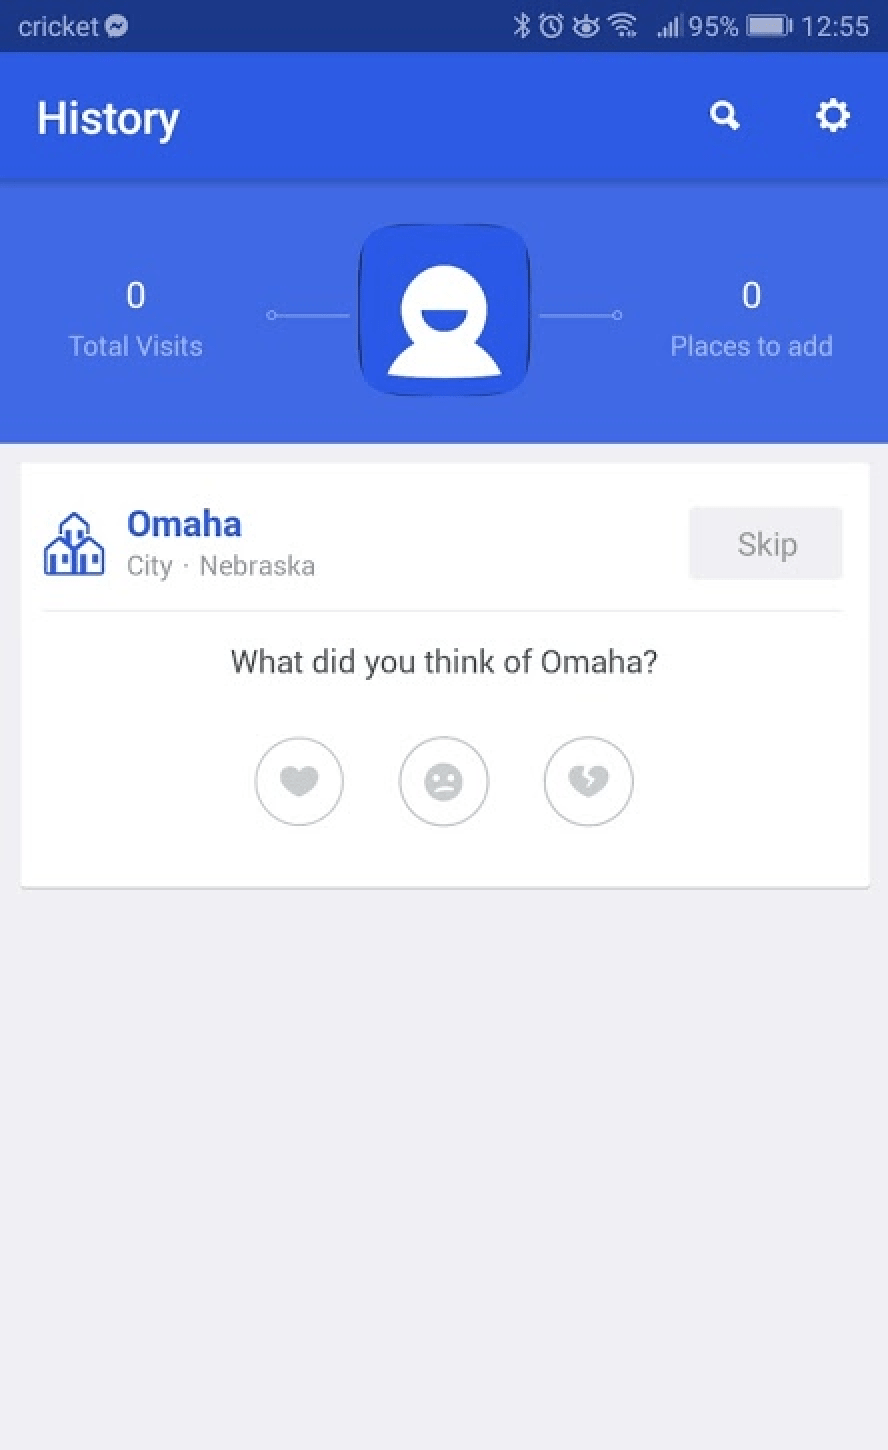 cricket 95% 12:55
History
0
Total Visits
0
Places to add
Omaha
City · Nebraska
Skip
What did you think of Omaha?